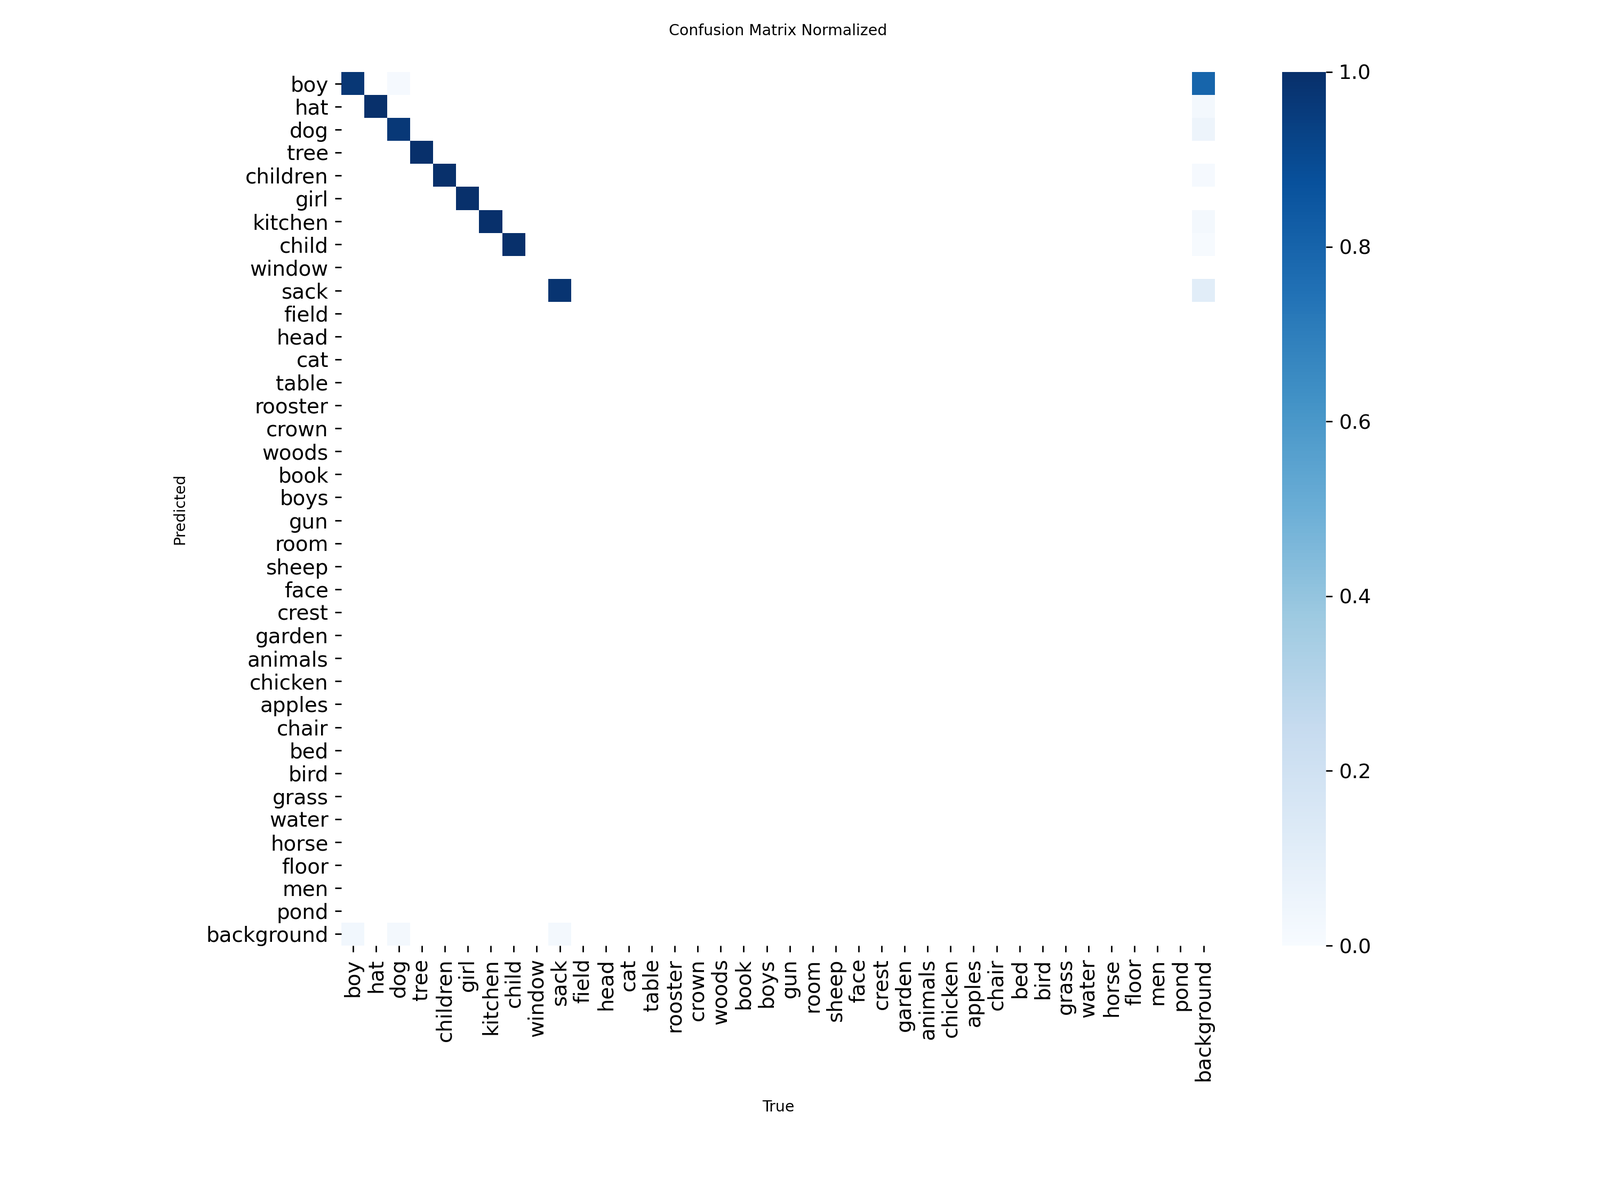 Confusion Matrix Normalized
boy
hat
dog
tree
children
girl
kitchen
child
window
sack
field
head
cat
table
rooster
crown
woods
book
boys
gun
room
sheep
face
crest
garden
animals
chicken
apples
chair
bed
bird
grass
water
horse
floor
men
pond
background
Predicted
boy
hat
dog
tree
children
girl
kitchen
child
window
sack
field
head
cat
table
rooster
crown
woods
book
boys
gun
room
sheep
face
crest
garden
animals
chicken
apples
chair
bed
bird
grass
water
horse
floor
men
pond
background
True
1.0
0.8
0.6
0.4
0.2
0.0